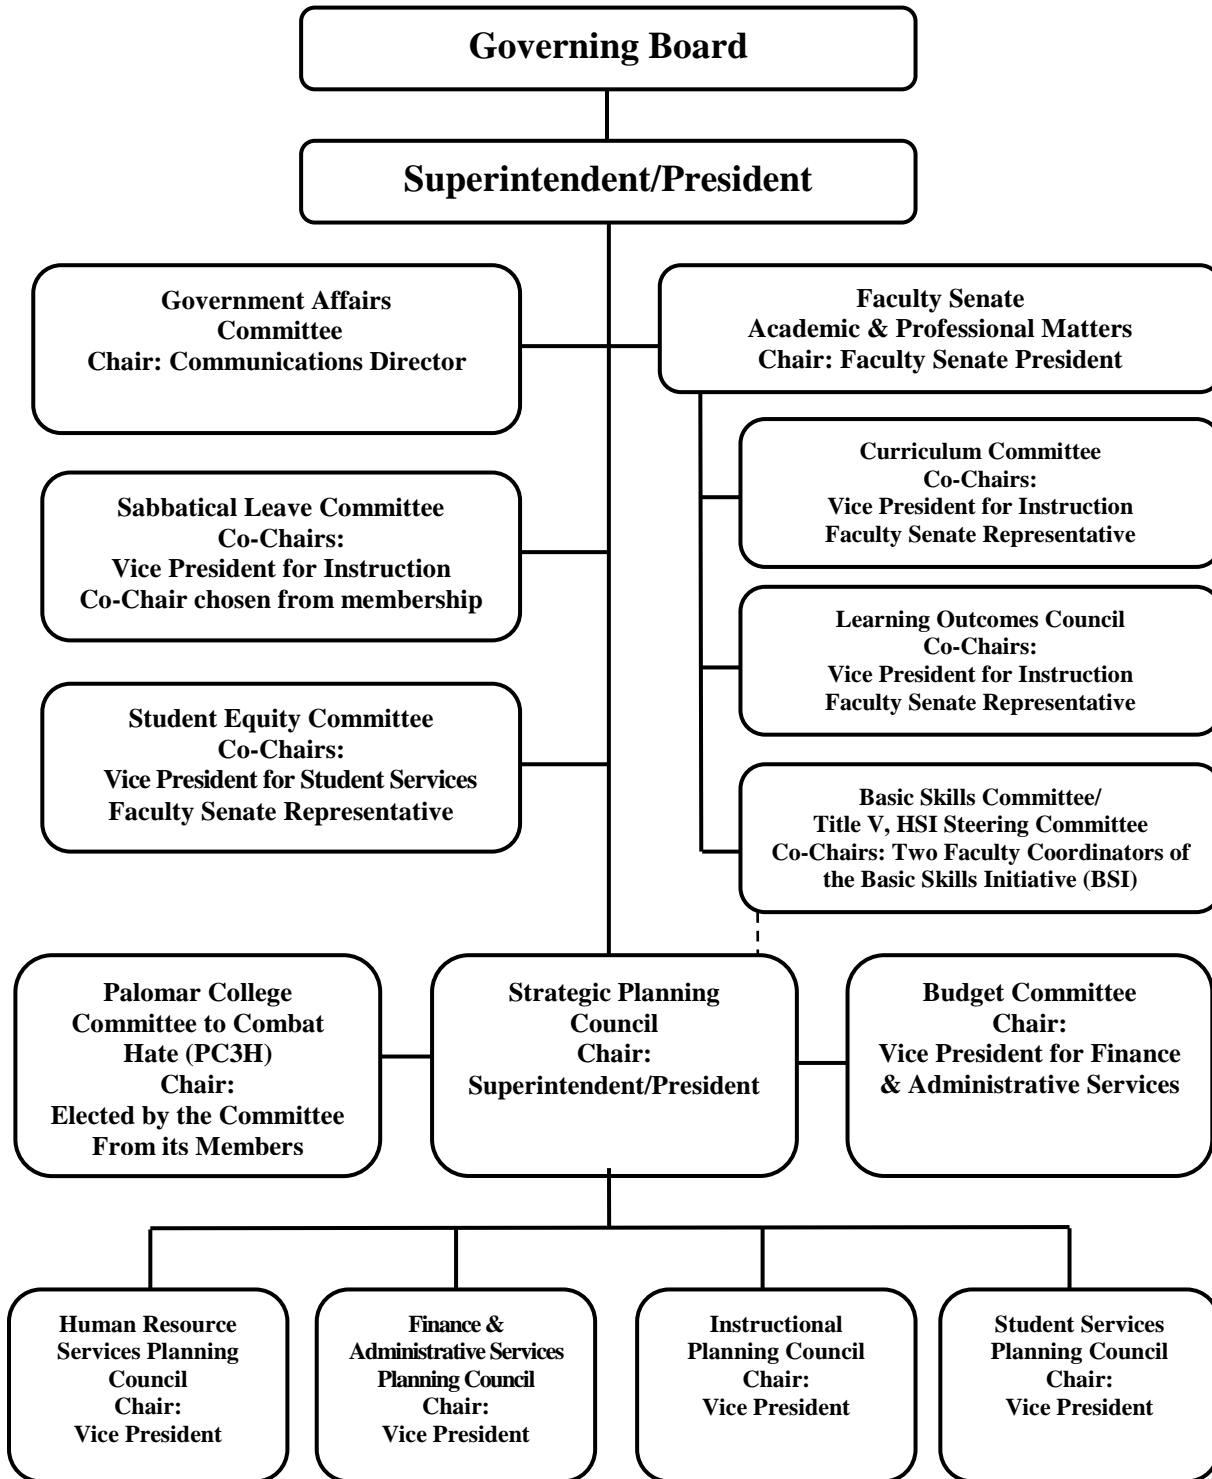 Governing Board
Superintendent/President
Government Affairs
Committee
Chair: Communications Director
Faculty Senate
Academic & Professional Matters
Chair: Faculty Senate President
Curriculum Committee
Co-Chairs:
Vice President for Instruction
Faculty Senate Representative
Sabbatical Leave Committee
Co-Chairs:
Vice President for Instruction
Co-Chair chosen from membership
Learning Outcomes Council
Co-Chairs:
Vice President for Instruction
Faculty Senate Representative
Student Equity Committee
Co-Chairs:
Vice President for Student Services
Faculty Senate Representative
Basic Skills Committee/
Title V, HSI Steering Committee
Co-Chairs: Two Faculty Coordinators of
the Basic Skills Initiative (BSI)
Palomar College
Committee to Combat
Hate (PC3H)
Chair:
Elected by the Committee
From its Members
Strategic Planning
Council
Chair:
Superintendent/President
Budget Committee
Chair:
Vice President for Finance
& Administrative Services
Human Resource
Services Planning
Council
Chair:
Vice President
Finance &
Administrative Services
Planning Council
Chair:
Vice President
Instructional
Planning Council
Chair:
Vice President
Student Services
Planning Council
Chair:
Vice President